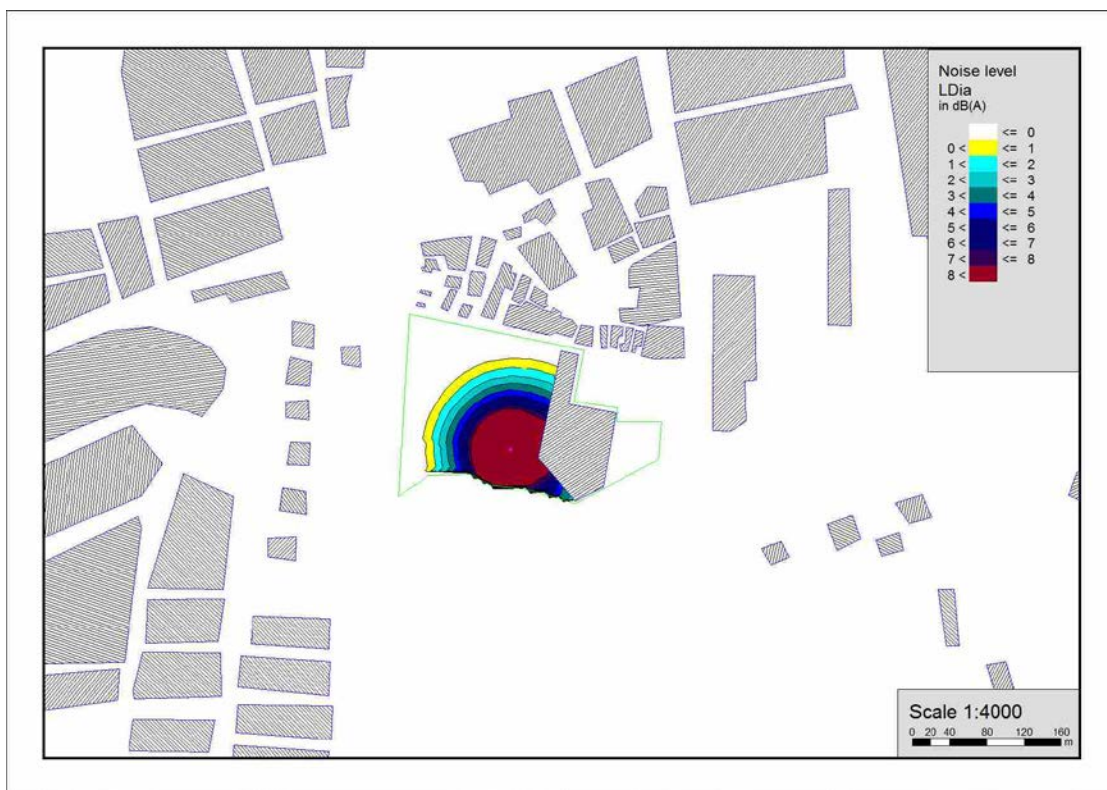 Noise level
LDia
in dB(A)
<= 0
0 < <= 1
1 < <= 2
2 < <= 3
3 < <= 4
4 < <= 5
5 < <= 6
6 < <= 7
7 < <= 8
8 <
Scale 1:4000
0 20 40 80 120 160
m